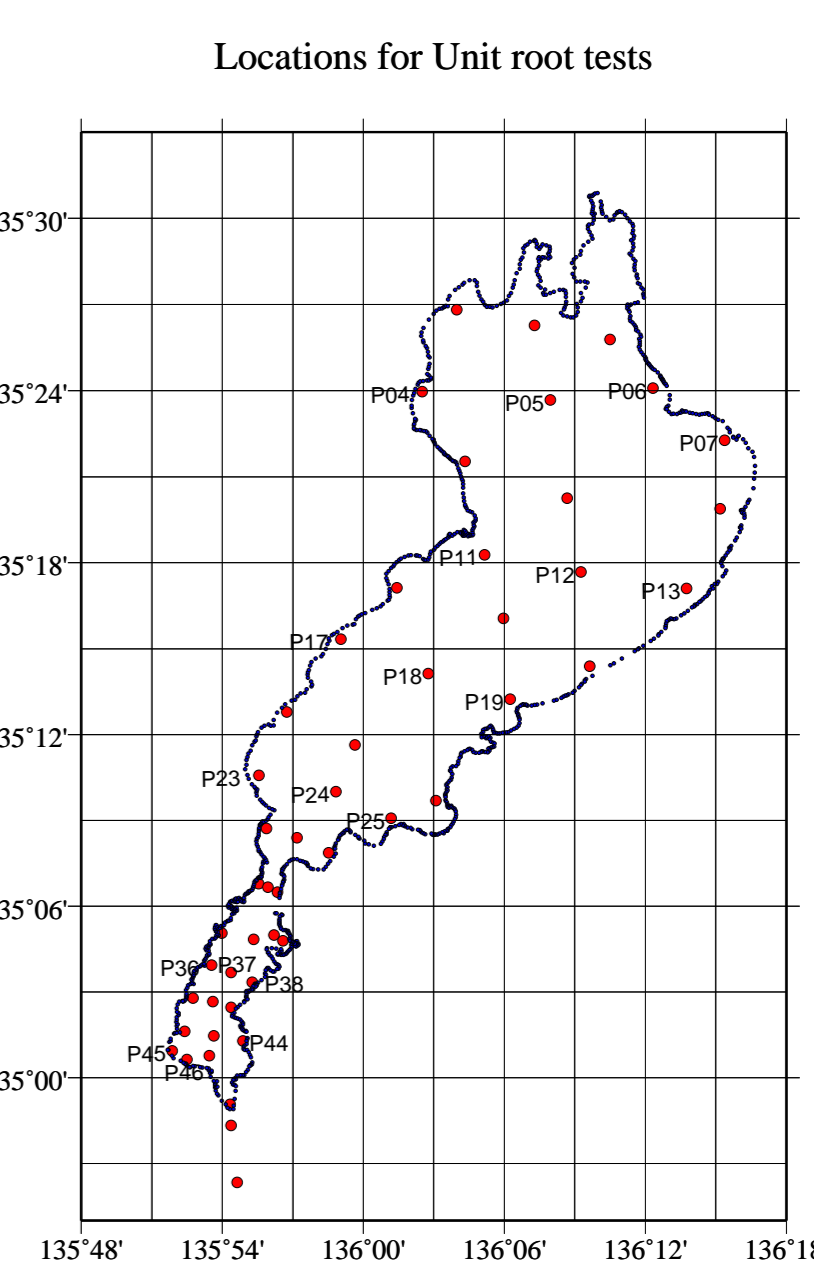 Locations for Unit root tests
35°30'
35°24'
P04
P05
P06
P07
35°18'
P11
P12
P13
P17
P18
P19
35°12'
P23
P24
P25
35°06'
P36
P37
P38
P44
P45
P46
35°00'
135°48'
135°54'
136°00'
136°06'
136°12'
136°18